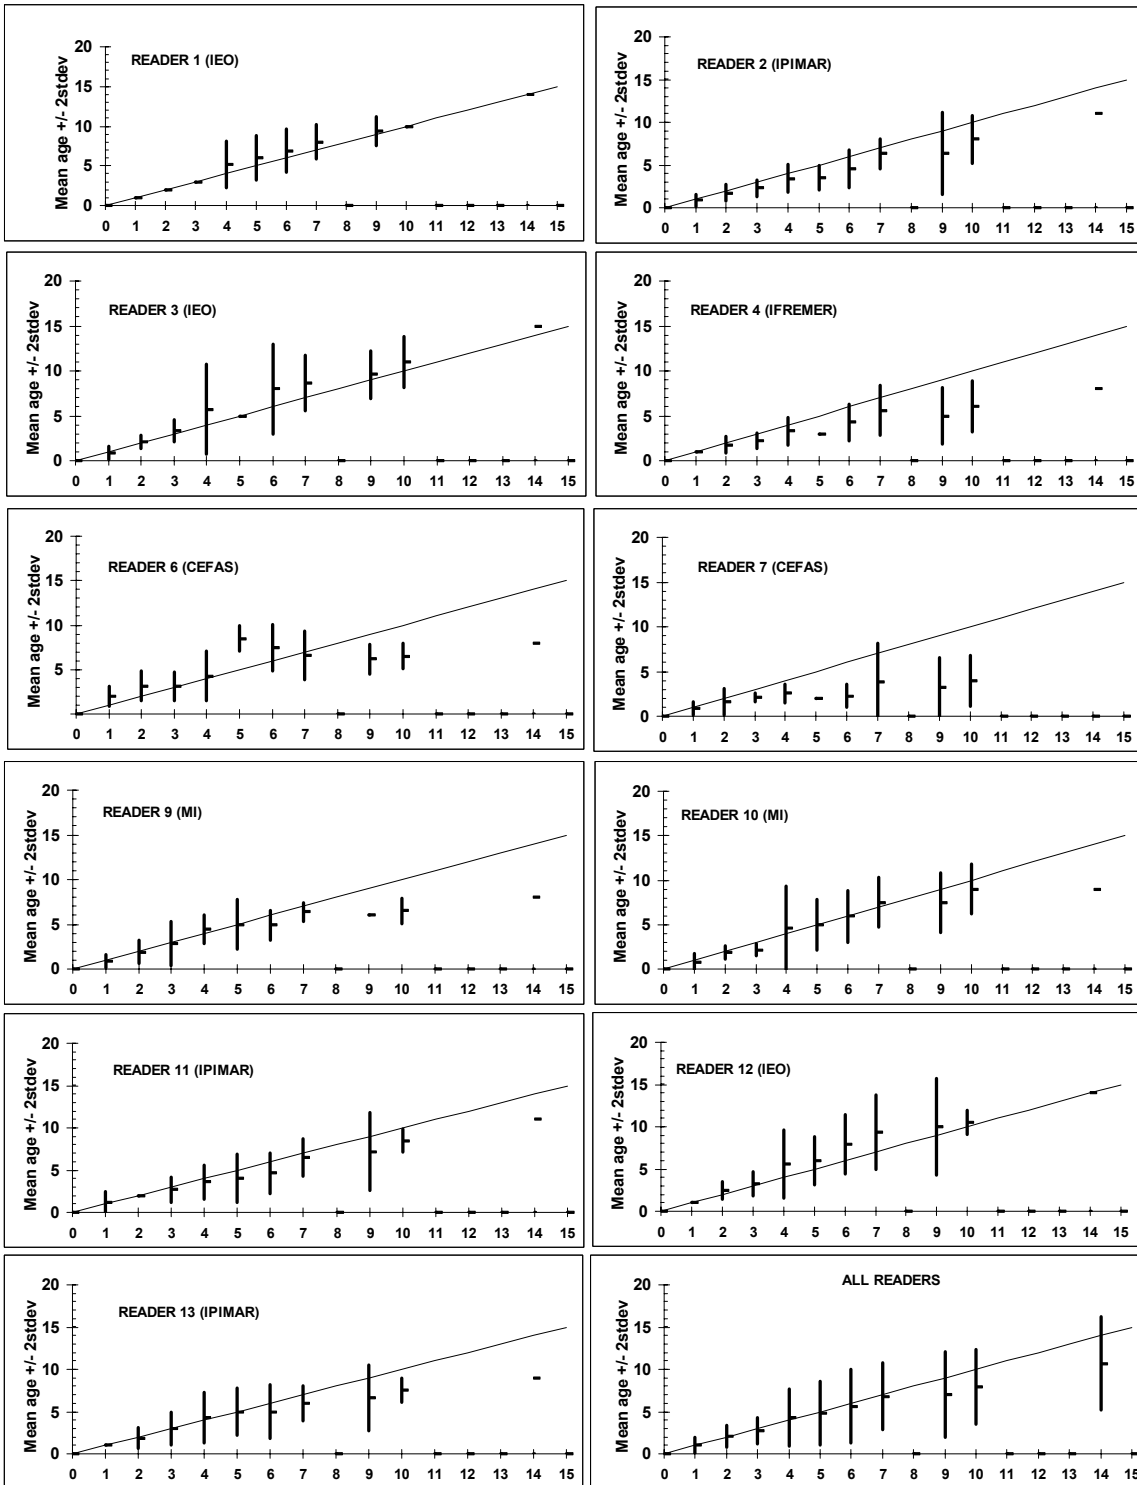 Mean age +/- 2stdev
READER 1 (IEO)
20
15
10
5
0
0 1 2 3 4 5 6 7 8 9 10 11 12 13 14 15
Mean age +/- 2stdev
READER 2 (IPIMAR)
20
15
10
5
0
0 1 2 3 4 5 6 7 8 9 10 11 12 13 14 15
Mean age +/- 2stdev
READER 3 (IEO)
20
15
10
5
0
0 1 2 3 4 5 6 7 8 9 10 11 12 13 14 15
Mean age +/- 2stdev
READER 4 (IFREMER)
20
15
10
5
0
0 1 2 3 4 5 6 7 8 9 10 11 12 13 14 15
Mean age +/- 2stdev
READER 6 (CEFAS)
20
15
10
5
0 1 2 3 4 5 6 7 8 9 10 11 12 13 14 15
Mean age +/- 2stdev
READER 7 (CEFAS)
20
15
10
5
0
0 1 2 3 4 5 6 7 8 9 10 11 12 13 14 15
Mean age +/- 2stdev
READER 9 (MI)
20
15
10
5
0
0 1 2 3 4 5 6 7 8 9 10 11 12 13 14 15
Mean age +/- 2stdev
READER 10 (MI)
20
15
10
5
0
0 1 2 3 4 5 6 7 8 9 10 11 12 13 14 15
Mean age +/- 2stdev
READER 11 (IPIMAR)
20
15
10
5
0
0 1 2 3 4 5 6 7 8 9 10 11 12 13 14 15
Mean age +/- 2stdev
READER 12 (IEO)
20
15
10
5
0
0 1 2 3 4 5 6 7 8 9 10 11 12 13 14 15
Mean age +/- 2stdev
READER 13 (IPIMAR)
20
15
10
5
0
0 1 2 3 4 5 6 7 8 9 10 11 12 13 14 15
Mean age +/- 2stdev
ALL READERS
20
15
10
5
0
0 1 2 3 4 5 6 7 8 9 10 11 12 13 14 15